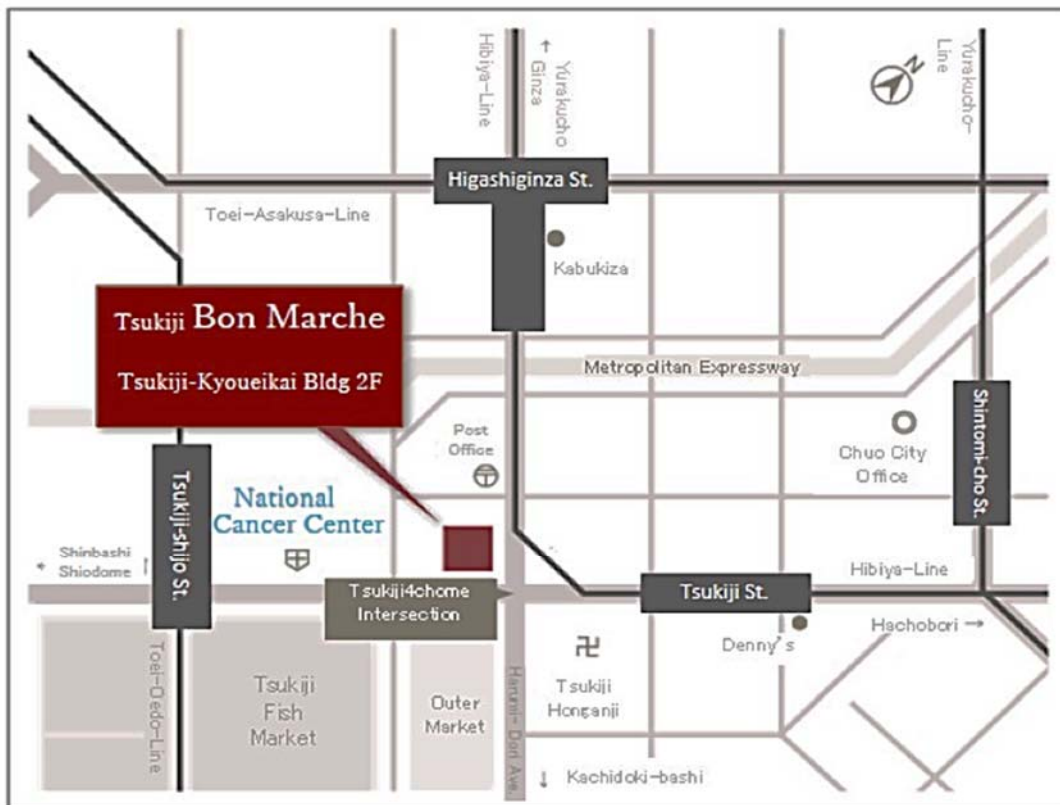 Hibiya-Line
Yurakucho
Ginza
Yurakucho-
Line
N
Higashiginza St.
Toei-Asakusa-Line
Kabukiza
Tsukiji Bon Marche
Tsukiji-Kyoueikai Bldg 2F
Metropolitan Expressway
Post
Office
Chuo City
Office
Shintomi-cho St.
Tsukiji-shijo St.
National
Cancer Center
Shinbashi
Shiodome
Tsukiji4chome
Intersection
Tsukiji St.
Hibiya-Line
Hachobori →
Denny's
卍
Tsukiji
Honganji
Toei-Oedo-Line
Tsukiji
Fish
Market
Outer
Market
Harumi-Dori Ave.
Kachidoki-bashi